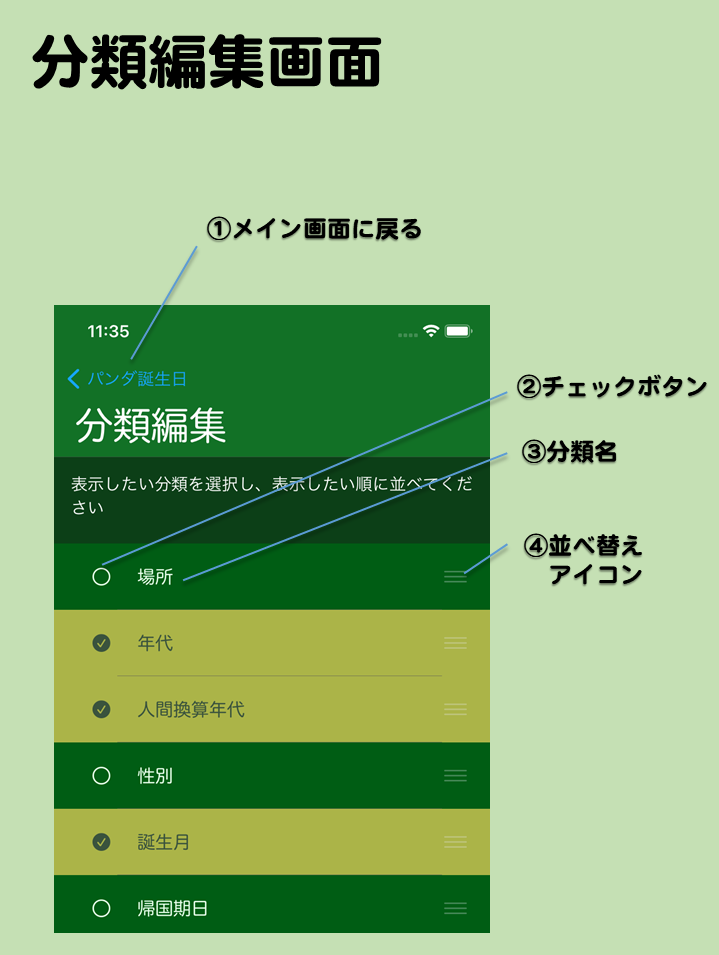 分類編集画面
①メイン画面に戻る
11:35
パンダ誕生日
②チェックボタン
分類編集
③分類名
表示したい分類を選択し、表示したい順に並べてくだ
さい
④並べ替え
アイコン
場所
年代
人間換算年代
性別
誕生月
帰国期日